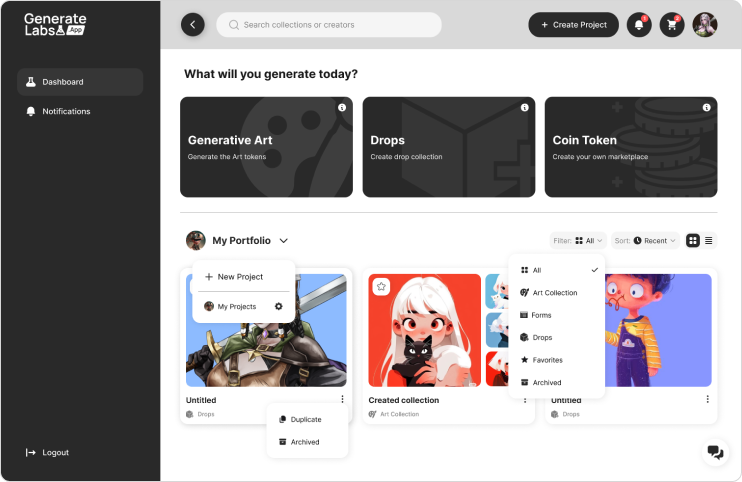 Generate
Labs App
Search collections or creators
+ Create Project
Dashboard
Notifications
What will you generate today?
Generative Art
Generate the Art tokens
Drops
Create drop collection
Coin Token
Create your own marketplace
My Portfolio
Filter: All
Sort: Recent
+ New Project
My Projects
All
Art Collection
Forms
Drops
Favorites
Archived
Untitled
Drops
Created collection
Art Collection
Untitled
Drops
Duplicate
Archived
Logout